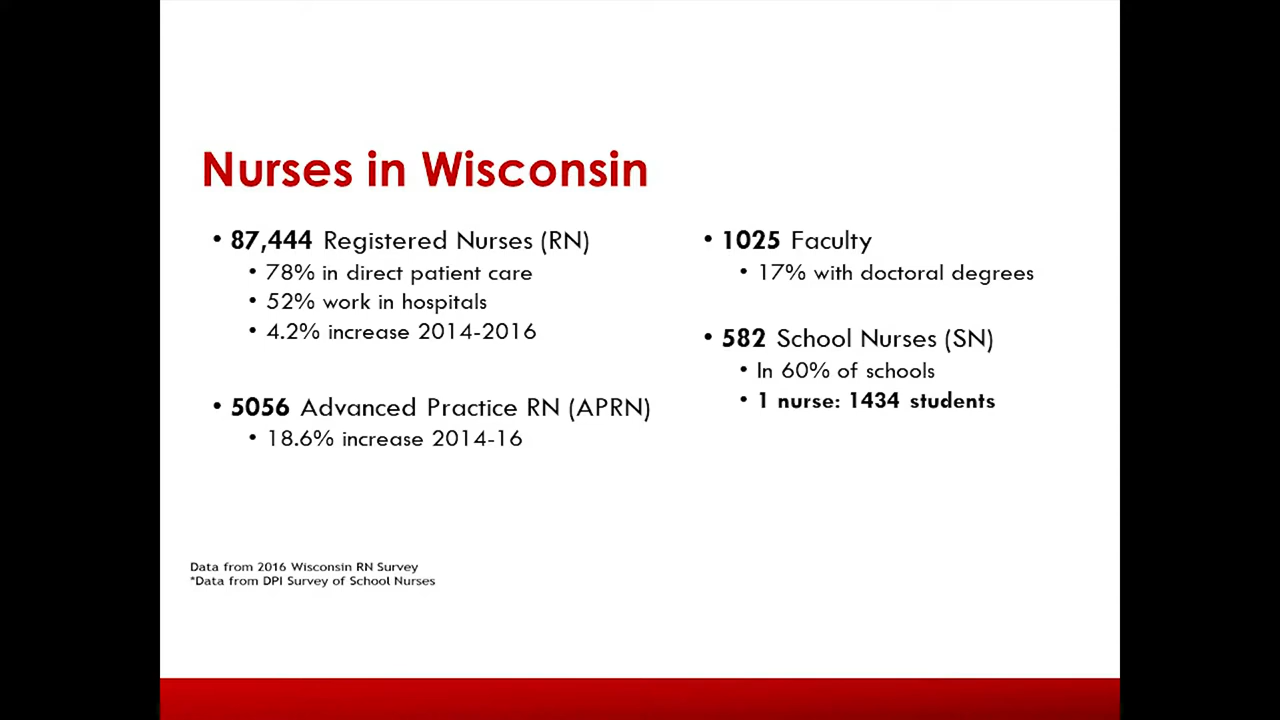 Nurses in Wisconsin
• 87,444 Registered Nurses (RN)
• 78% in direct patient care
• 52% work in hospitals
• 4.2% increase 2014-2016
• 5056 Advanced Practice RN (APRN)
• 18.6% increase 2014-16
• 1025 Faculty
• 17% with doctoral degrees
• 582 School Nurses (SN)
• In 60% of schools
• 1 nurse: 1434 students
Data from 2016 Wisconsin RN Survey
*Data from DPI Survey of School Nurses